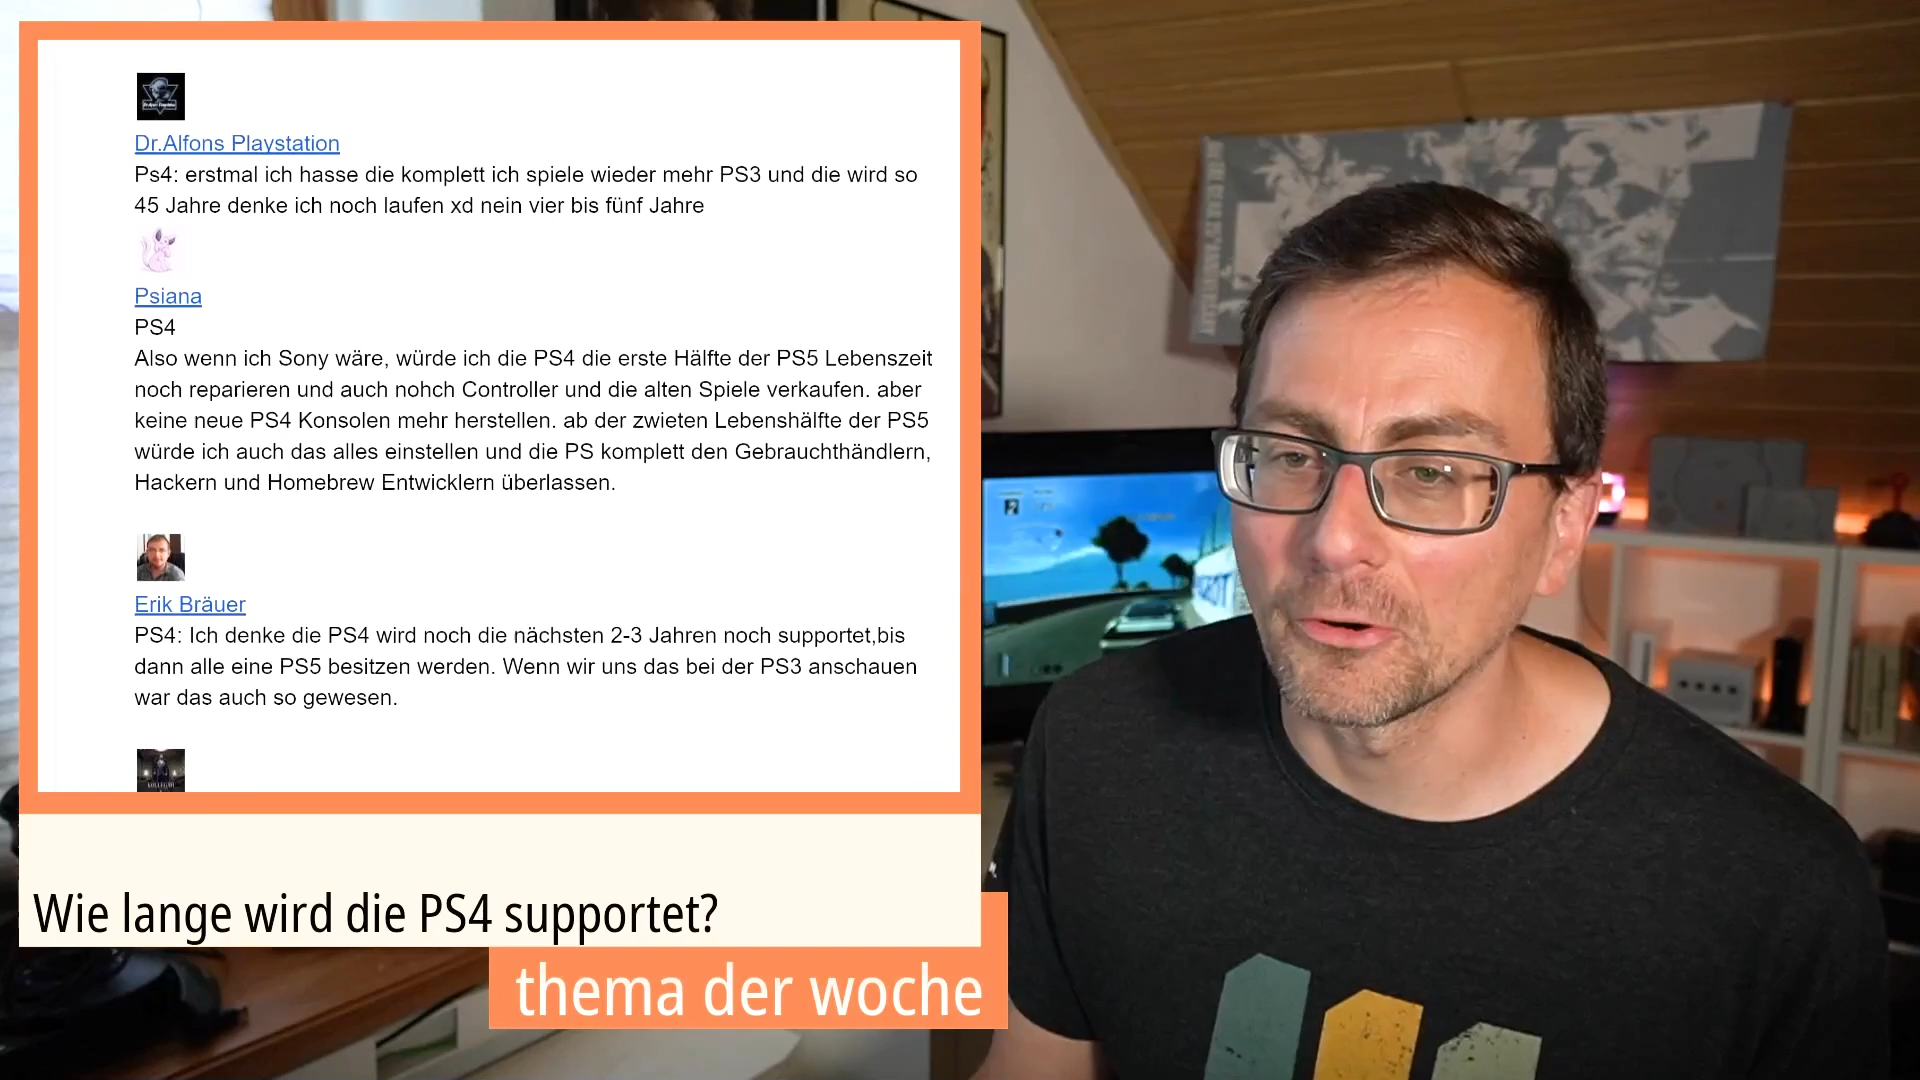 Dr.Alfons Playstation
Ps4: erstmal ich hasse die komplett ich spiele wieder mehr PS3 und die wird so
45 Jahre denke ich noch laufen xd nein vier bis fünf Jahre
Psiana
PS4
Also wenn ich Sony wäre, würde ich die PS4 die erste Hälfte der PS5 Lebenszeit
noch reparieren und auch nohch Controller und die alten Spiele verkaufen. aber
keine neue PS4 Konsolen mehr herstellen. ab der zwieten Lebenshälfte der PS5
würde ich auch das alles einstellen und die PS komplett den Gebrauchthändlern,
Hackern und Homebrew Entwicklern überlassen.
Erik Bräuer
PS4: Ich denke die PS4 wird noch die nächsten 2-3 Jahren noch supportet,bis
dann alle eine PS5 besitzen werden. Wenn wir uns das bei der PS3 anschauen
war das auch so gewesen.
Wie lange wird die PS4 supportet?
thema der woche